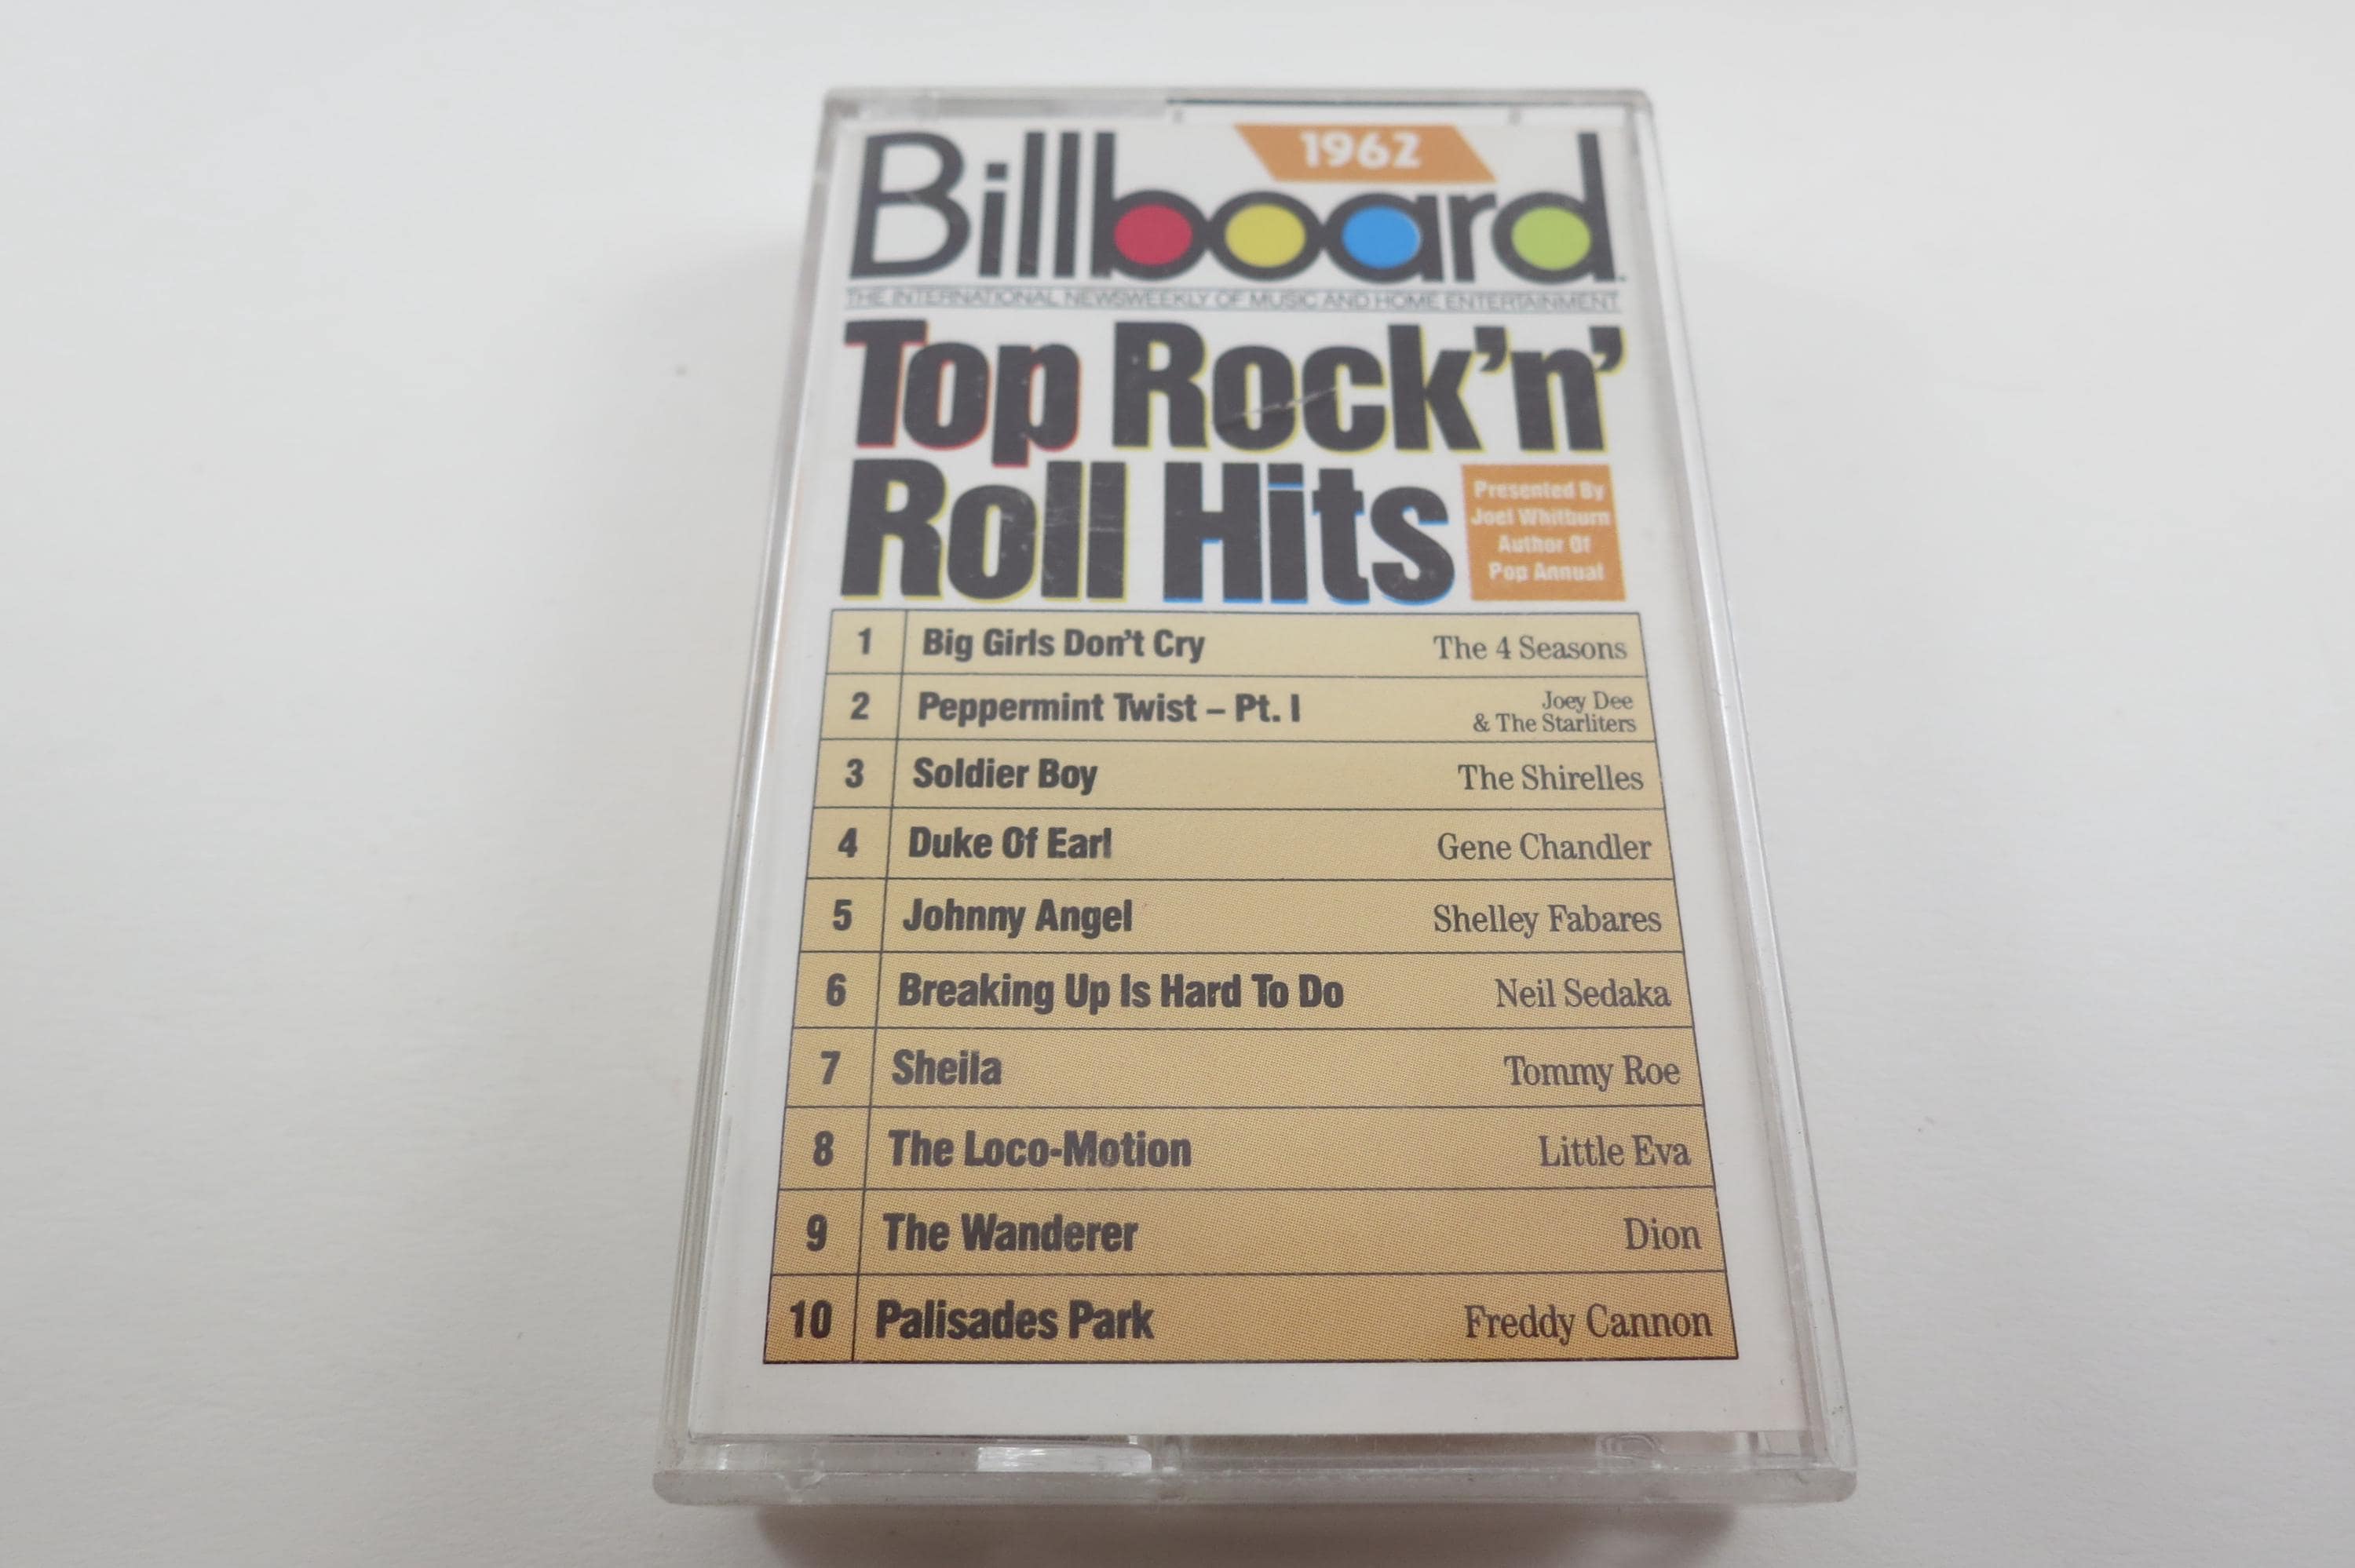 1962
Billboard
THE INTERNATIONAL NEWSWEEKLY OF MUSIC AND HOME ENTERTAINMENT
Top Rock'n'
Roll Hits
Presented By
Joel Whitburn
Author Of
Pop Annual
1 Big Girls Don't Cry The 4 Seasons
2 Peppermint Twist – Pt. I Joey Dee
& The Starliters
3 Soldier Boy The Shirelles
4 Duke Of Earl Gene Chandler
5 Johnny Angel Shelley Fabares
6 Breaking Up Is Hard To Do Neil Sedaka
7 Sheila Tommy Roe
8 The Loco-Motion Little Eva
9 The Wanderer Dion
10 Palisades Park Freddy Cannon